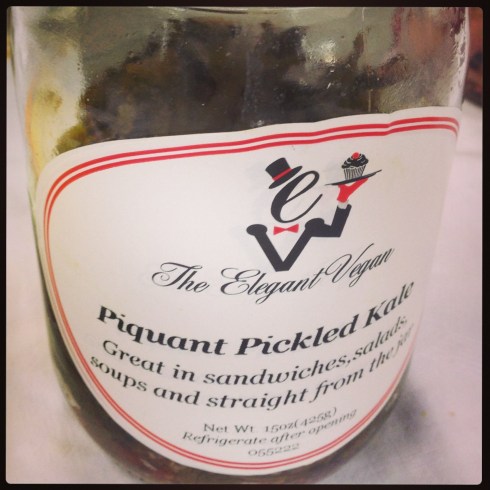 e
The Elegant Vegan
Piquant Pickled Kale
Great in sandwiches, salads,
soups and straight from the jar
Net Wt 15oz(425g)
Refrigerate after opening
055222